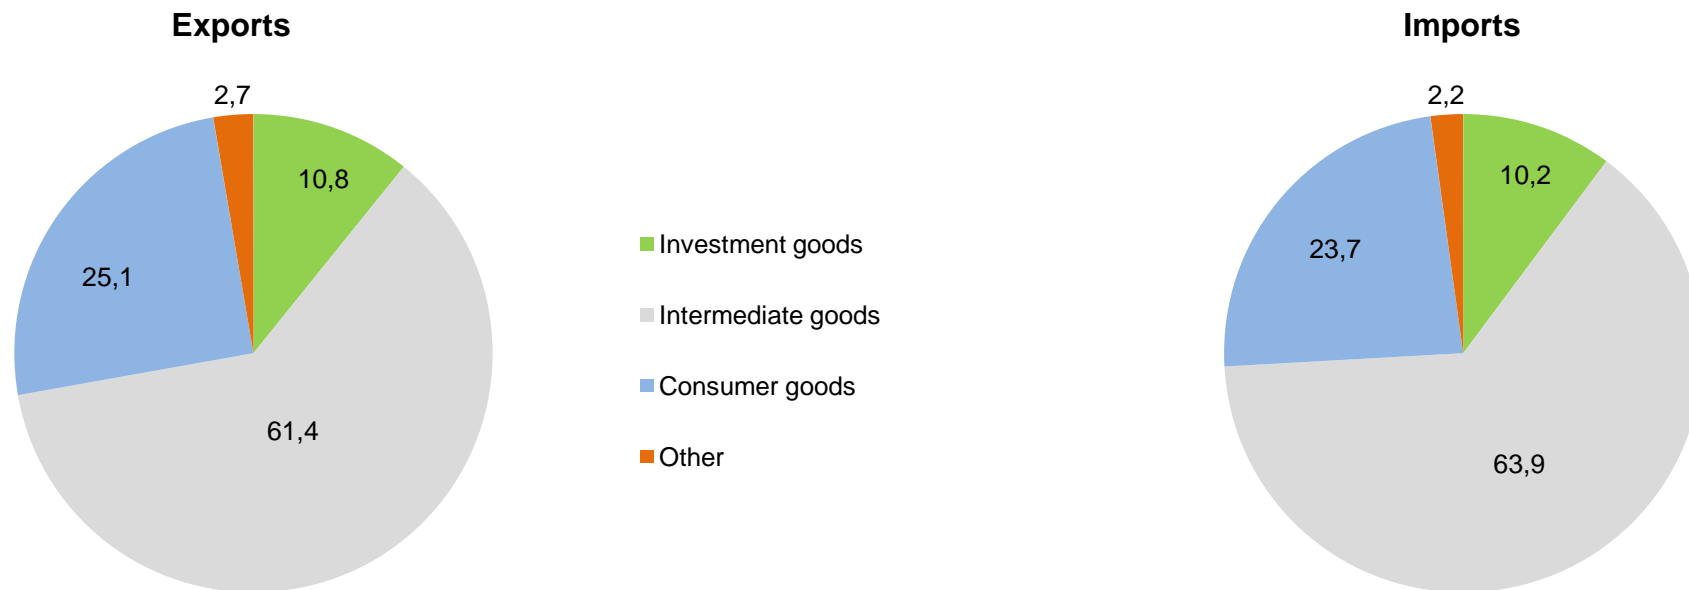 Exports
2,7
10,8
25,1
61,4
Investment goods
Intermediate goods
Consumer goods
Other
Imports
2,2
10,2
23,7
63,9